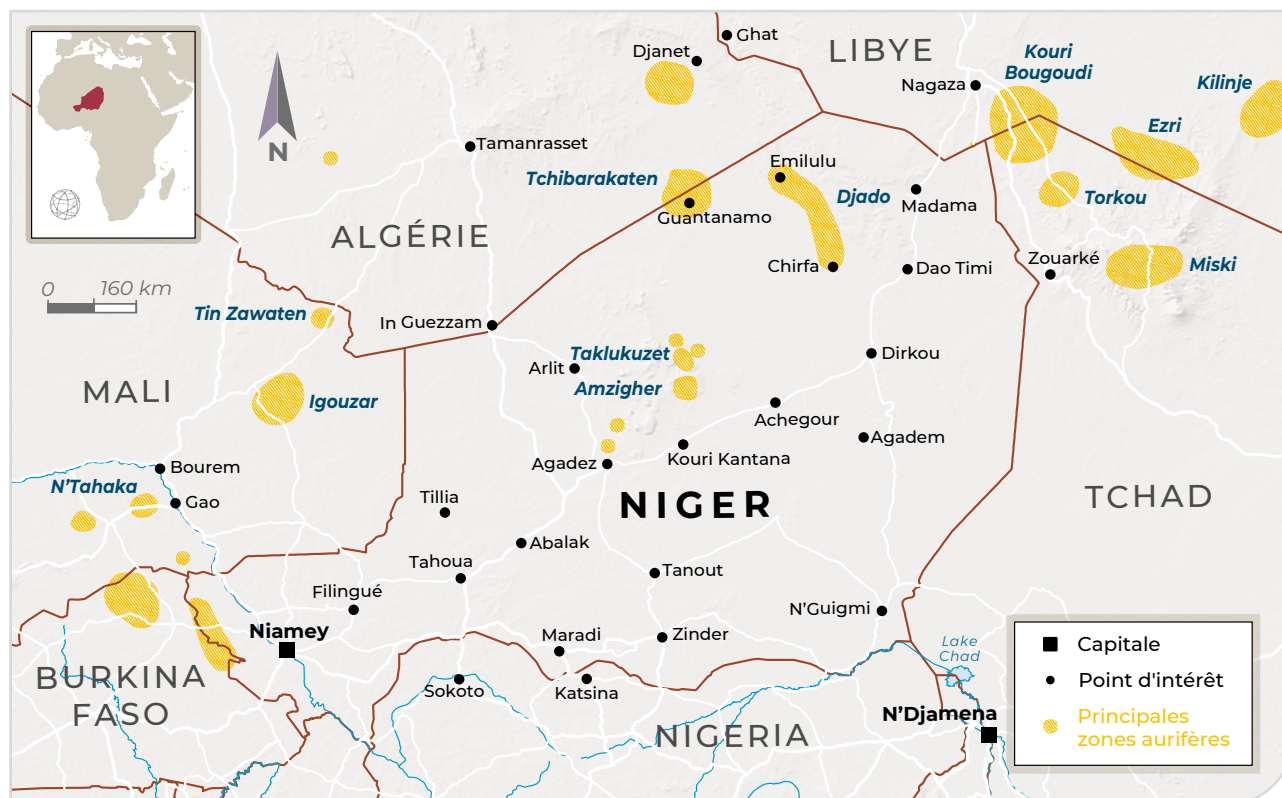 Ghat
Djanet
LIBYE
Kouri
Bougoudi
Kilinje
Nagaza
Ezri
N
Tamanrasset
Emilulu
Tchibarakaten
Djado
Madama
Torkou
Guantanamo
ALGÉRIE
Chirfa
Dao Timi
Zouarké
Miski
0 160 km
Tin Zawaten
In Guezzam
Taklukuzet
Arlit
Dirkou
Amzigher
MALI
Igouzar
Achegour
Agadem
Kouri Kantana
Agadez
Bourem
N'Tahaka
Gao
Tillia
NIGER
TCHAD
Abalak
Tahoua
Tanout
Filingué
N'Guigmi
Niamey
Maradi
Zinder
Lake
Chad
BURKINA
FASO
Sokoto
Katsina
NIGERIA
N'Djamena
Capitale
Point d'intérêt
Principales
zones aurifères